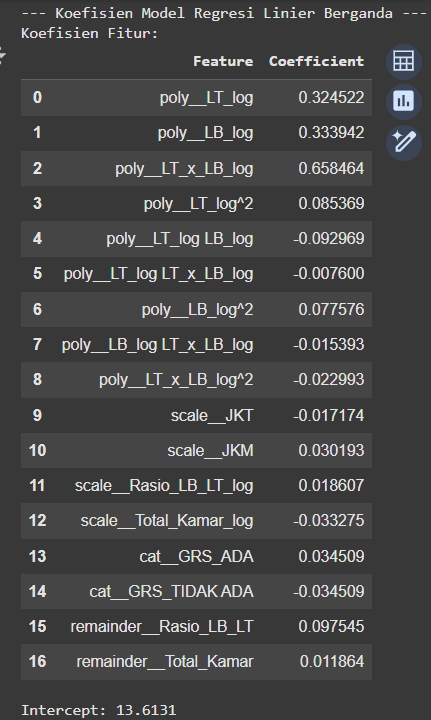 --- Koefisien Model Regresi Linier Berganda ---
Koefisien Fitur:
Feature Coefficient
0 poly__LT_log 0.324522
1 poly__LB_log 0.333942
2 poly__LT_x_LB_log 0.658464
3 poly__LT_log^2 0.085369
4 poly__LT_log LB_log -0.092969
5 poly__LT_log LT_x_LB_log -0.007600
6 poly__LB_log^2 0.077576
7 poly__LB_log LT_x_LB_log -0.015393
8 poly__LT_x_LB_log^2 -0.022993
9 scale__JKT -0.017174
10 scale__JKM 0.030193
11 scale__Rasio_LB_LT_log 0.018607
12 scale__Total_Kamar_log -0.033275
13 cat__GRS_ADA 0.034509
14 cat__GRS_TIDAK ADA -0.034509
15 remainder__Rasio_LB_LT 0.097545
16 remainder__Total_Kamar 0.011864
Intercept: 13.6131